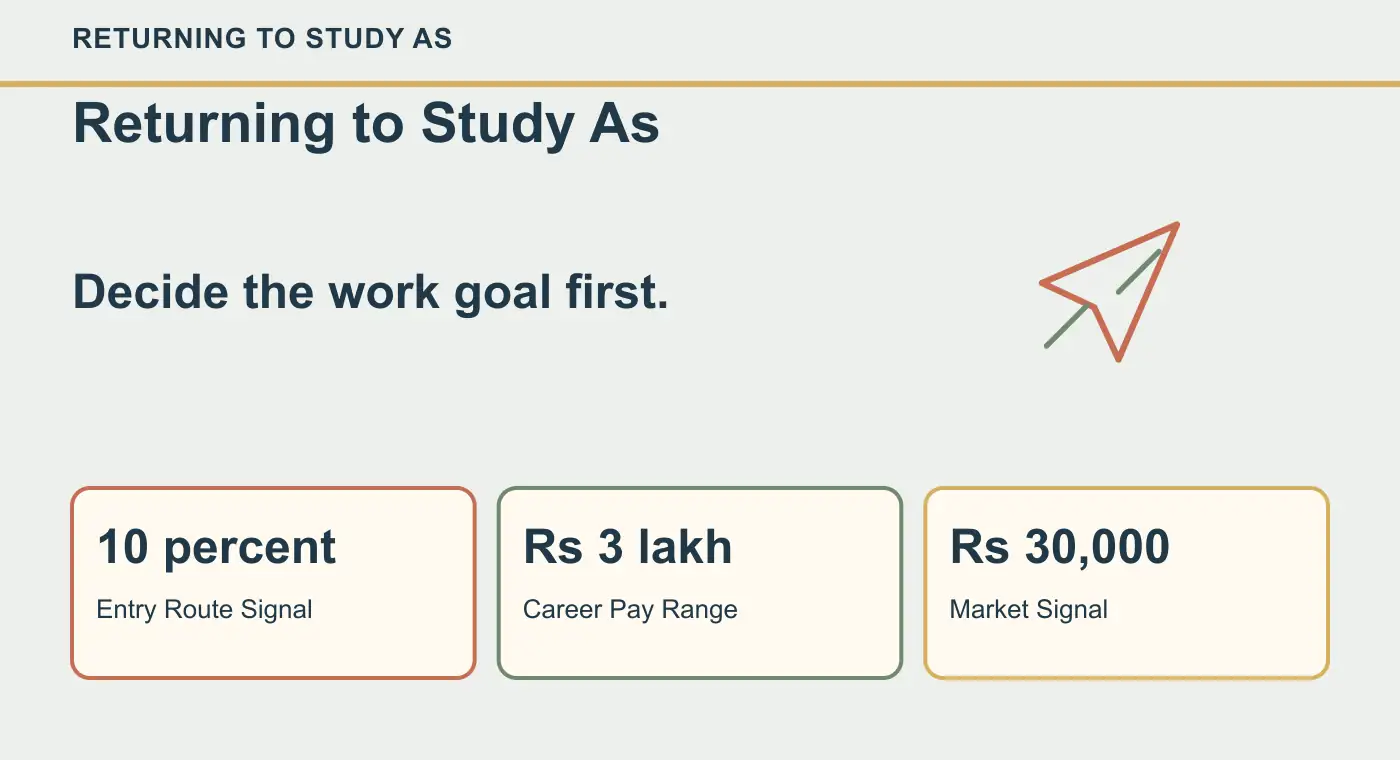 RETURNING TO STUDY AS
Returning to Study As
Decide the work goal first.
10 percent
Entry Route Signal
Rs 3 lakh
Career Pay Range
Rs 30,000
Market Signal